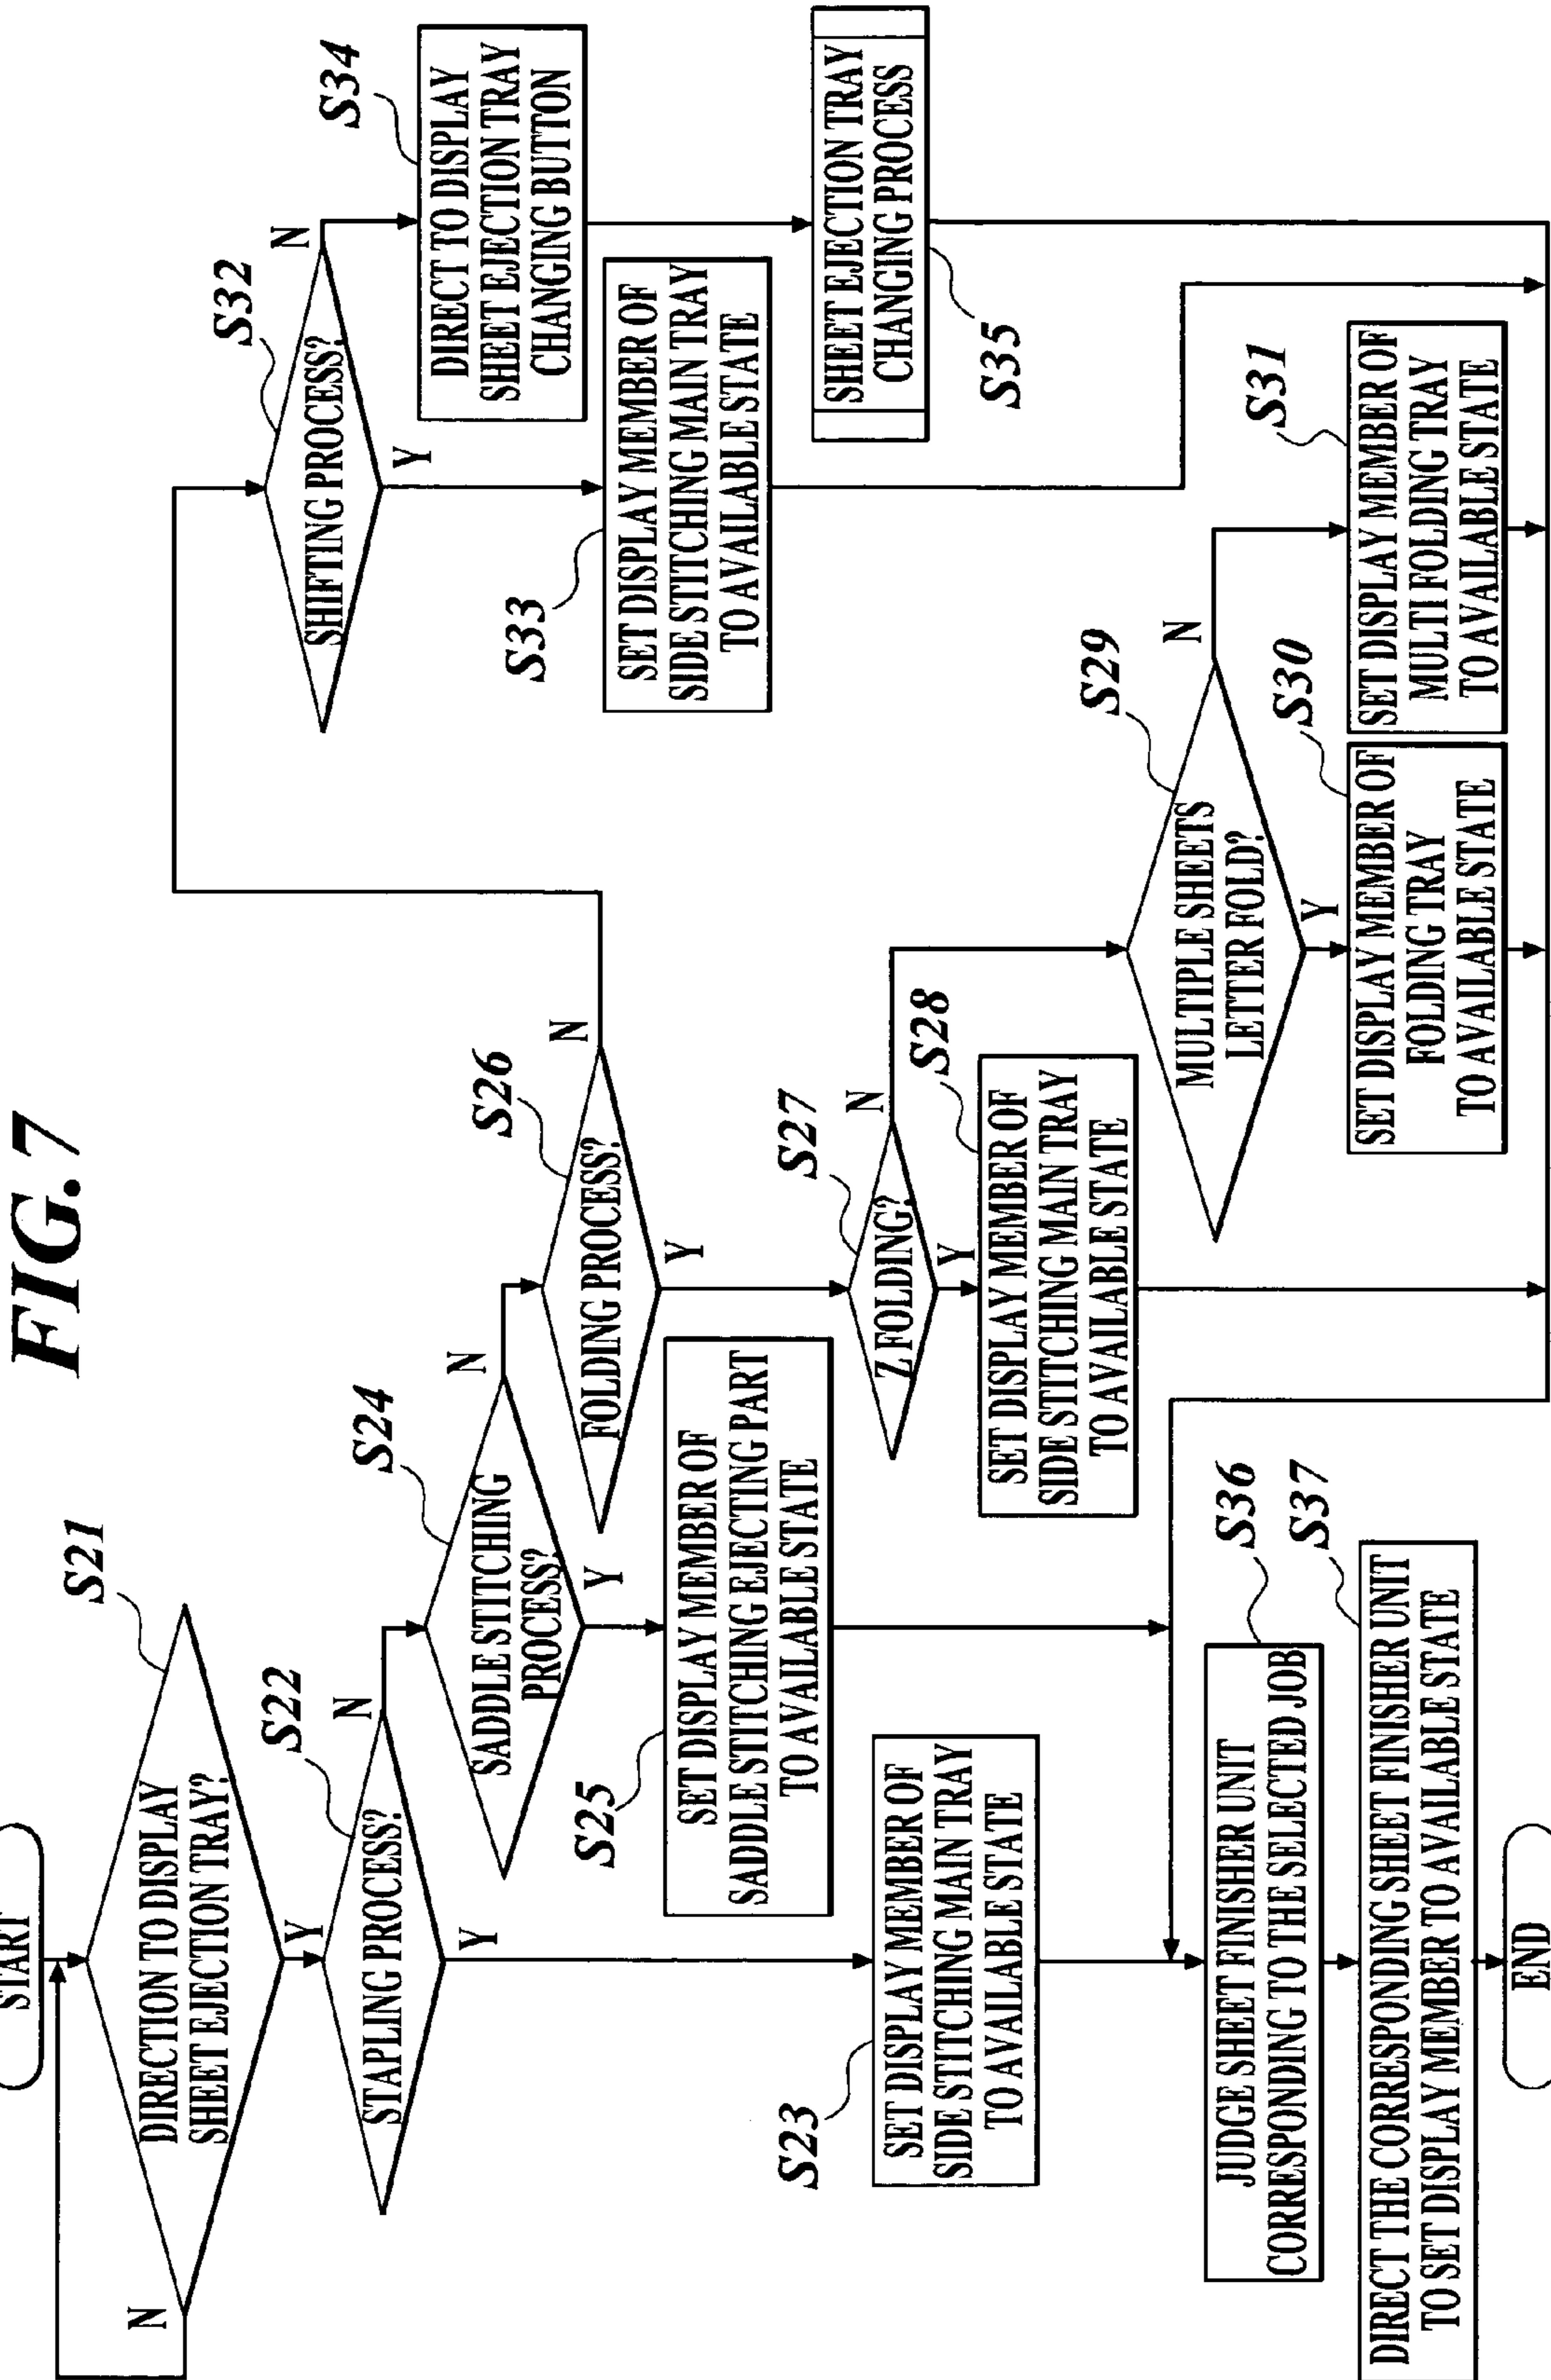 FIG. 7
START
S21
DIRECTION TO DISPLAY
SHEET EJECTION TRAY?
N
Y
S22
STAPLING PROCESS?
N
Y
S23
SET DISPLAY MEMBER OF
SIDE STITCHING MAIN TRAY
TO AVAILABLE STATE
S24
SADDLE STITCHING
PROCESS?
N
Y
S25
SET DISPLAY MEMBER OF
SADDLE STITCHING EJECTING PART
TO AVAILABLE STATE
S26
FOLDING PROCESS?
N
Y
S27
Z FOLDING?
N
Y
S28
SET DISPLAY MEMBER OF
SIDE STITCHING MAIN TRAY
TO AVAILABLE STATE
S29
MULTIPLE SHEETS
LETTER FOLD?
N
Y
S30
SET DISPLAY MEMBER OF
FOLDING TRAY
TO AVAILABLE STATE
S31
SET DISPLAY MEMBER OF
MULTI FOLDING TRAY
TO AVAILABLE STATE
S32
SHIFTING PROCESS?
N
Y
S33
SET DISPLAY MEMBER OF
SIDE STITCHING MAIN TRAY
TO AVAILABLE STATE
S34
DIRECT TO DISPLAY
SHEET EJECTION TRAY
CHANGING BUTTON
SHEET EJECTION TRAY
CHANGING PROCESS
S35
S36
JUDGE SHEET FINISHER UNIT
CORRESPONDING TO THE SELECTED JOB
S37
DIRECT THE CORRESPONDING SHEET FINISHER UNIT
TO SET DISPLAY MEMBER TO AVAILABLE STATE
END